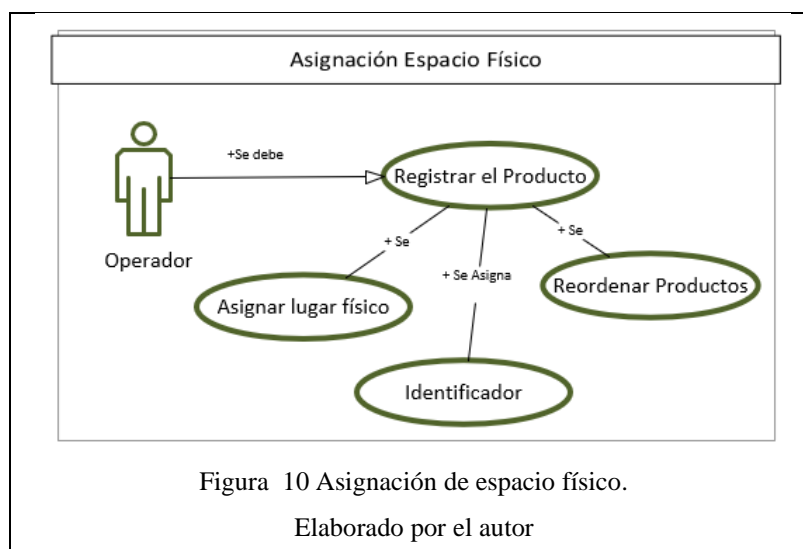 Asignación Espacio Físico
+Se debe
Registrar el Producto
Operador
+ Se
+ Se Asigna
+ Se
Asignar lugar físico
Reordenar Productos
Identificador
Figura 10 Asignación de espacio físico.
Elaborado por el autor